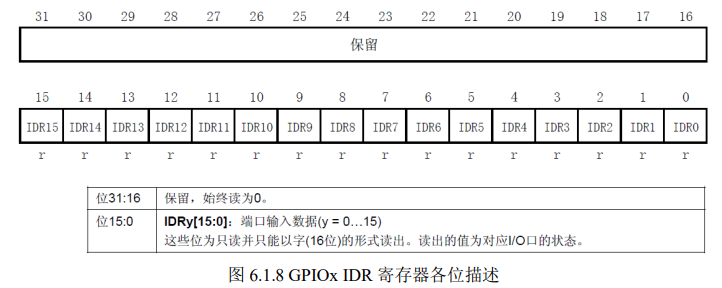 31 30 29 28 27 26 25 24 23 22 21 20 19 18 17 16
保留
15 14 13 12 11 10 9 8 7 6 5 4 3 2 1 0
IDR15 IDR14 IDR13 IDR12 IDR11 IDR10 IDR9 IDR8 IDR7 IDR6 IDR5 IDR4 IDR3 IDR2 IDR1 IDR0
r r r r r r r r r r r r r r r r
位31:16 保留，始终读为0。
位15:0 IDRy[15:0]：端口输入数据(y = 0…15)
这些位为只读并只能以字(16位)的形式读出。读出的值为对应I/O口的状态。
图 6.1.8 GPIOx IDR 寄存器各位描述